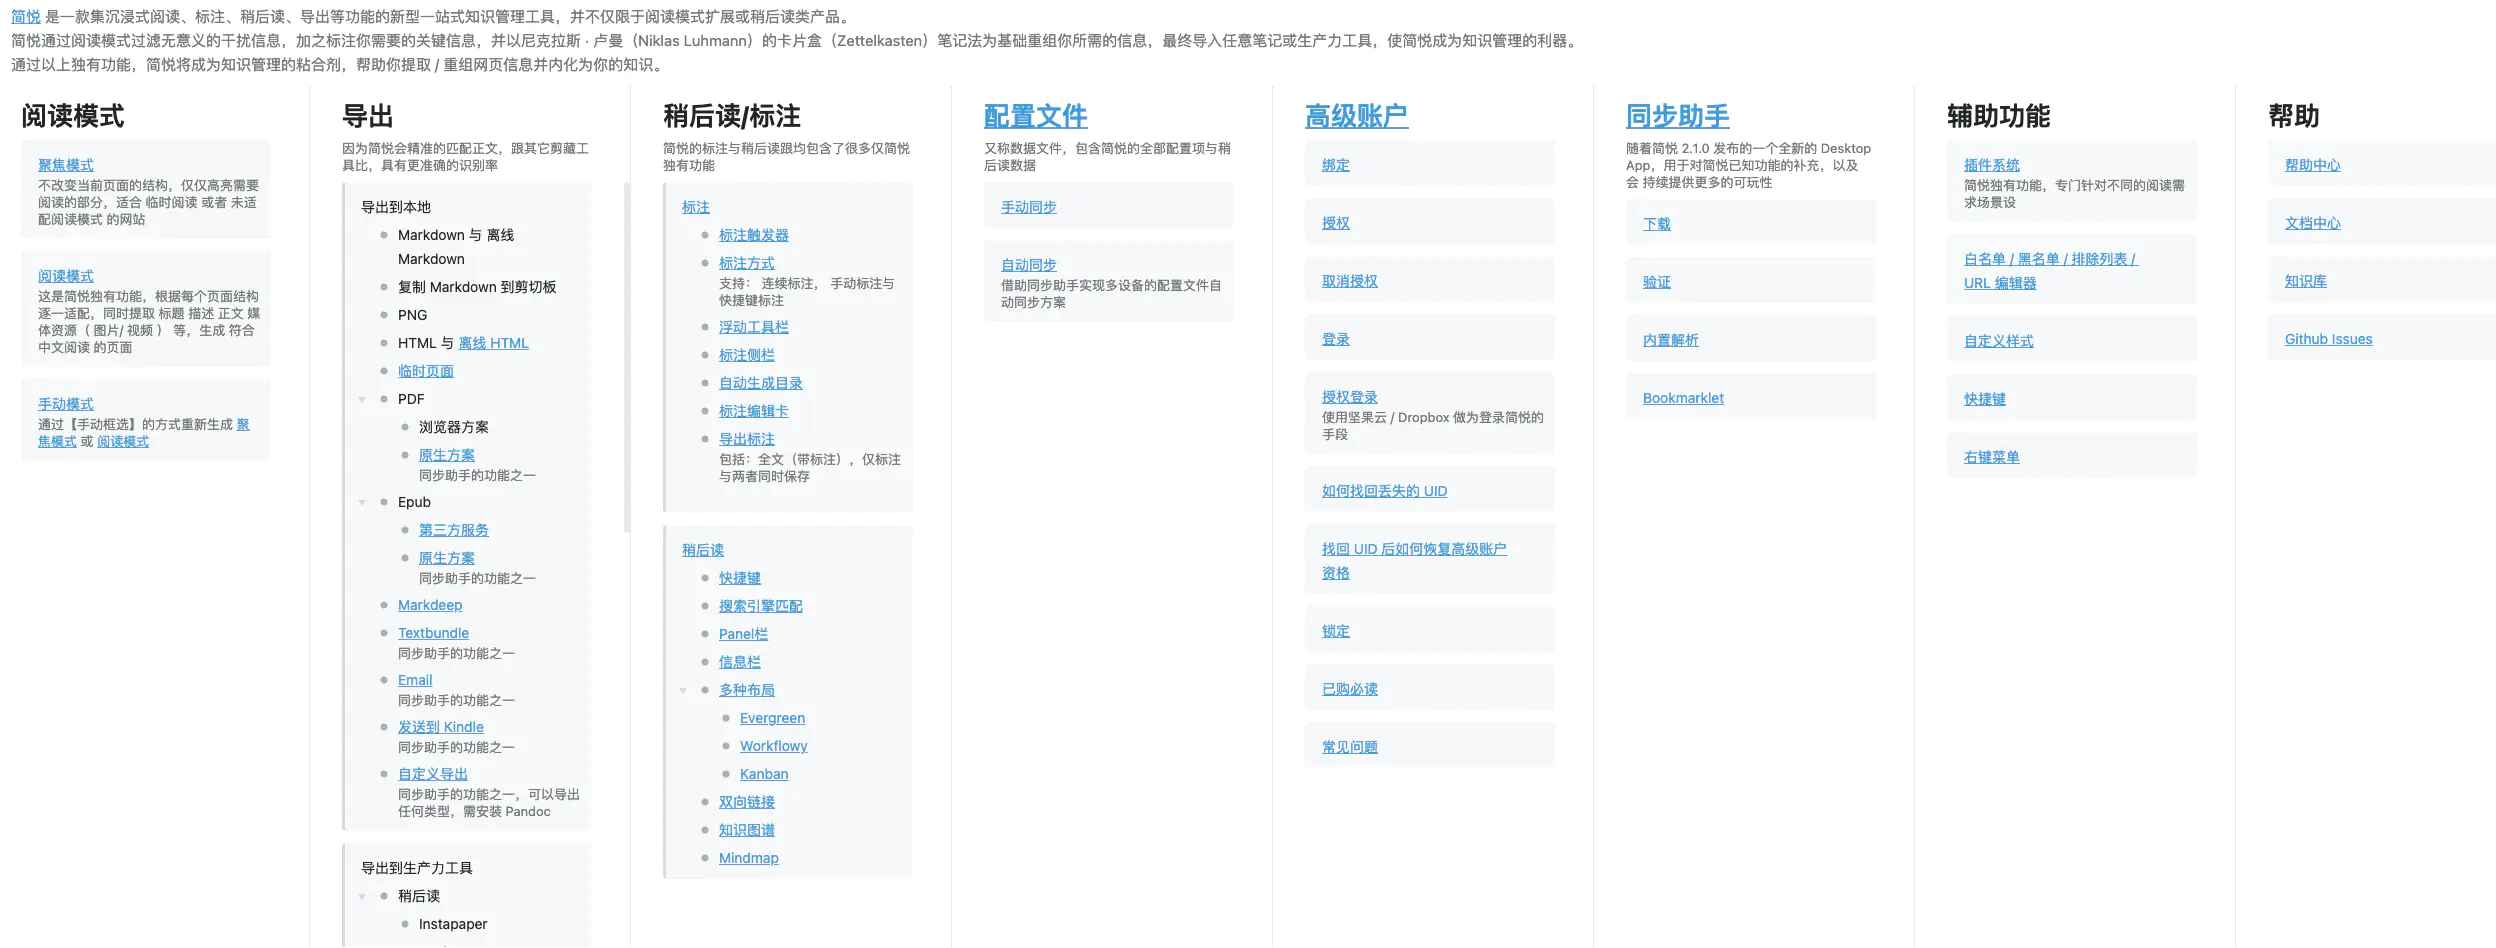 简悦 是一款集沉浸式阅读、标注、稍后读、导出等功能的新型一站式知识管理工具，并不仅限于阅读模式扩展或稍后读类产品。
简悦通过阅读模式过滤无意义的干扰信息，加之标注你需要的关键信息，并以尼克拉斯 · 卢曼（Niklas Luhmann）的卡片盒（Zettelkasten）笔记法为基础重组你所需的信息，最终导入任意笔记或生产力工具，使简悦成为知识管理的利器。
通过以上独有功能，简悦将成为知识管理的粘合剂，帮助你提取 / 重组网页信息并内化为你的知识。
阅读模式
聚焦模式
不改变当前页面的结构，仅仅高亮需要
阅读的部分，适合 临时阅读 或者 未适
配阅读模式 的网站
阅读模式
这是简悦独有功能，根据每个页面结构
逐一适配，同时提取 标题 描述 正文 媒
体资源（ 图片/ 视频 ） 等，生成 符合
中文阅读 的页面
手动模式
通过【手动框选】的方式重新生成 聚
焦模式 或 阅读模式
导出
因为简悦会精准的匹配正文，跟其它剪藏工
具比，具有更准确的识别率
导出到本地
Markdown 与 离线
Markdown
复制 Markdown 到剪切板
PNG
HTML 与 离线 HTML
临时页面
PDF
浏览器方案
原生方案
同步助手的功能之一
Epub
第三方服务
原生方案
同步助手的功能之一
Markdeep
Textbundle
同步助手的功能之一
Email
同步助手的功能之一
发送到 Kindle
同步助手的功能之一
自定义导出
同步助手的功能之一，可以导出
任何类型，需安装 Pandoc
导出到生产力工具
稍后读
Instapaper
稍后读/标注
简悦的标注与稍后读跟均包含了很多仅简悦
独有功能
标注
标注触发器
标注方式
支持： 连续标注， 手动标注与
快捷键标注
浮动工具栏
标注侧栏
自动生成目录
标注编辑卡
导出标注
包括：全文（带标注），仅标注
与两者同时保存
稍后读
快捷键
搜索引擎匹配
Panel栏
信息栏
多种布局
Evergreen
Workflowy
Kanban
双向链接
知识图谱
Mindmap
配置文件
又称数据文件，包含简悦的全部配置项与稍
后读数据
手动同步
自动同步
借助同步助手实现多设备的配置文件自
动同步方案
高级账户
绑定
授权
取消授权
登录
授权登录
使用坚果云 / Dropbox 做为登录简悦的
手段
如何找回丢失的 UID
找回 UID 后如何恢复高级账户
资格
锁定
已购必读
常见问题
同步助手
随着简悦 2.1.0 发布的一个全新的 Desktop
App，用于对简悦已知功能的补充，以及
会 持续提供更多的可玩性
下载
验证
内置解析
Bookmarklet
辅助功能
插件系统
简悦独有功能，专门针对不同的阅读需
求场景设
白名单 / 黑名单 / 排除列表 /
URL 编辑器
自定义样式
快捷键
右键菜单
帮助
帮助中心
文档中心
知识库
Github Issues